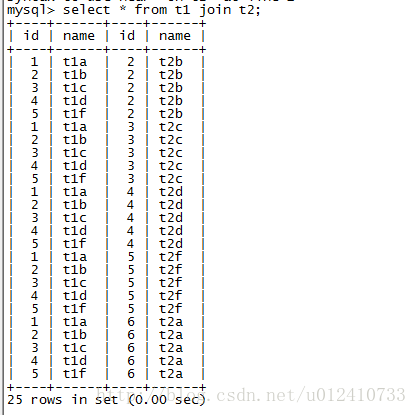 mysql> select * from t1 join t2;
+----+------+----+------+
| id | name | id | name |
+----+------+----+------+
| 1 | t1a | 2 | t2b |
| 2 | t1b | 2 | t2b |
| 3 | t1c | 2 | t2b |
| 4 | t1d | 2 | t2b |
| 5 | t1f | 2 | t2b |
| 1 | t1a | 3 | t2c |
| 2 | t1b | 3 | t2c |
| 3 | t1c | 3 | t2c |
| 4 | t1d | 3 | t2c |
| 5 | t1f | 3 | t2c |
| 1 | t1a | 4 | t2d |
| 2 | t1b | 4 | t2d |
| 3 | t1c | 4 | t2d |
| 4 | t1d | 4 | t2d |
| 5 | t1f | 4 | t2d |
| 1 | t1a | 5 | t2f |
| 2 | t1b | 5 | t2f |
| 3 | t1c | 5 | t2f |
| 4 | t1d | 5 | t2f |
| 5 | t1f | 5 | t2f |
| 1 | t1a | 6 | t2a |
| 2 | t1b | 6 | t2a |
| 3 | t1c | 6 | t2a |
| 4 | t1d | 6 | t2a |
| 5 | t1f | 6 | t2a |
+----+------+----+------+
25 rows in set (0.00 sec)
http://blog.csdn.net/u012410733